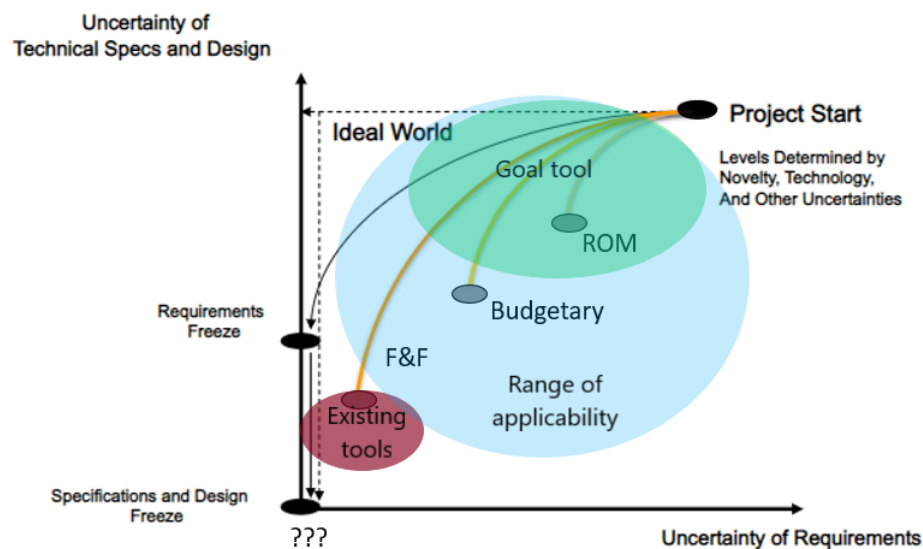 Uncertainty of
Technical Specs and Design
Ideal World
Project Start
Levels Determined by
Novelty, Technology,
And Other Uncertainties
Goal tool
ROM
Budgetary
Requirements
Freeze
F&F
Range of
applicability
Existing
tools
Specifications and Design
Freeze
???
Uncertainty of Requirements